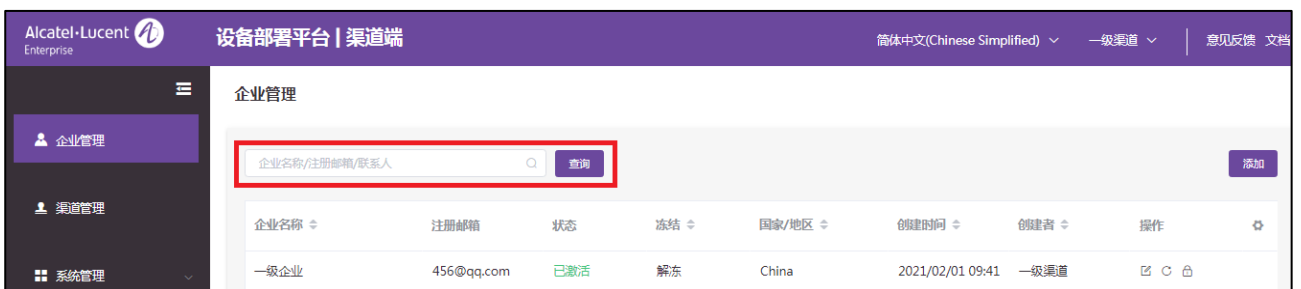 Alcatel·Lucent
Enterprise
设备部署平台 | 渠道端
简体中文(Chinese Simplified)
一级渠道
意见反馈 文档
企业管理
企业管理
企业名称/注册邮箱/联系人
查询
添加
渠道管理
企业名称 注册邮箱 状态 冻结 国家/地区 创建时间 创建者 操作
系统管理
一级企业 456@qq.com 已激活 解冻 China 2021/02/01 09:41 一级渠道